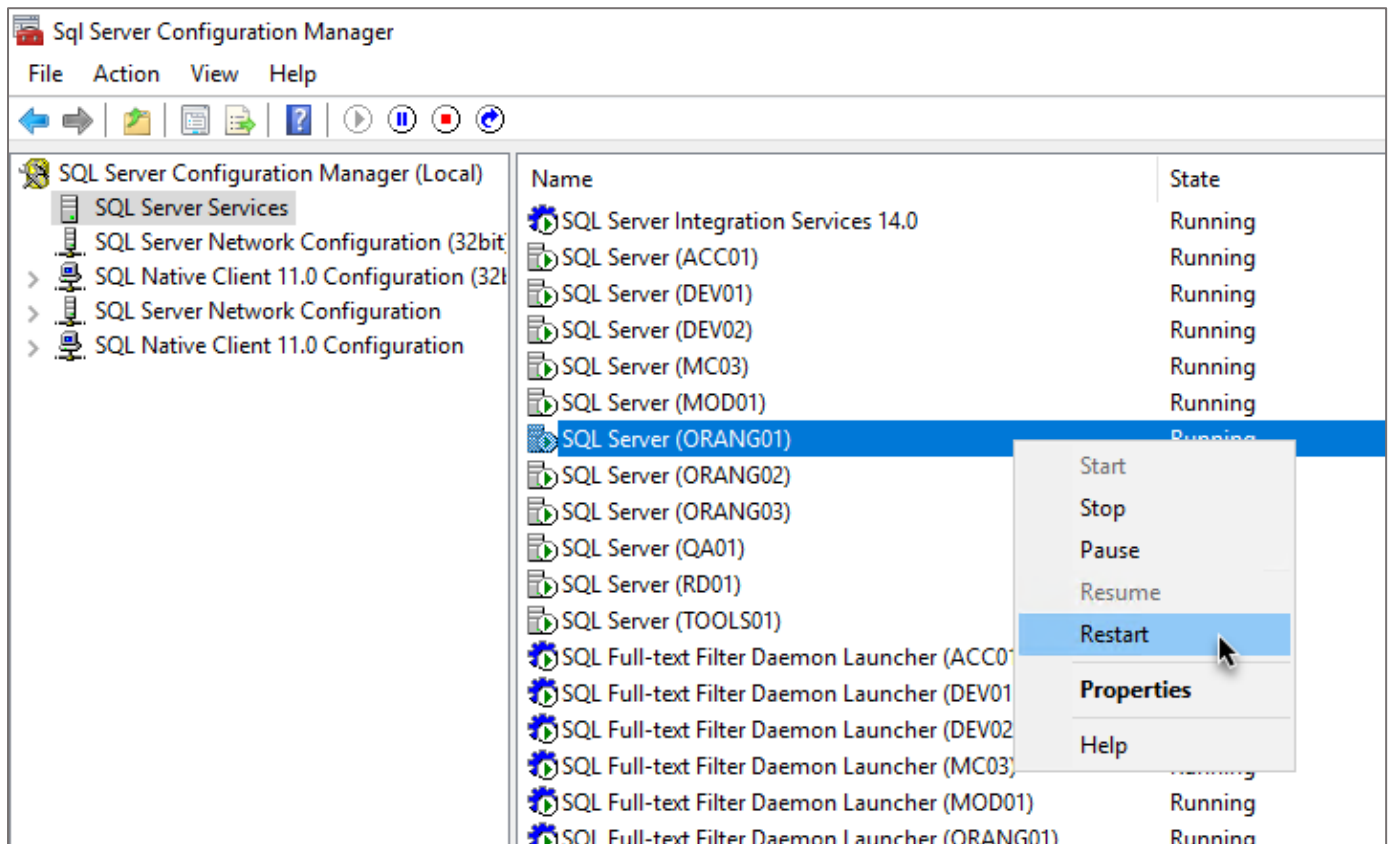 Sql Server Configuration Manager
File Action View Help
SQL Server Configuration Manager (Local)
SQL Server Services
SQL Server Network Configuration (32bit
SQL Native Client 11.0 Configuration (32
SQL Server Network Configuration
SQL Native Client 11.0 Configuration
Name State
SQL Server Integration Services 14.0 Running
SQL Server (ACC01) Running
SQL Server (DEV01) Running
SQL Server (DEV02) Running
SQL Server (MC03) Running
SQL Server (MOD01) Running
SQL Server (ORANG01) Running
SQL Server (ORANG02)
SQL Server (ORANG03)
SQL Server (QA01)
SQL Server (RD01)
SQL Server (TOOLS01)
SQL Full-text Filter Daemon Launcher (ACC01
SQL Full-text Filter Daemon Launcher (DEV01
SQL Full-text Filter Daemon Launcher (DEV02
SQL Full-text Filter Daemon Launcher (MC03) Running
SQL Full-text Filter Daemon Launcher (MOD01) Running
SQL Full-text Filter Daemon Launcher (ORANG01) Running
Start
Stop
Pause
Resume
Restart
Properties
Help